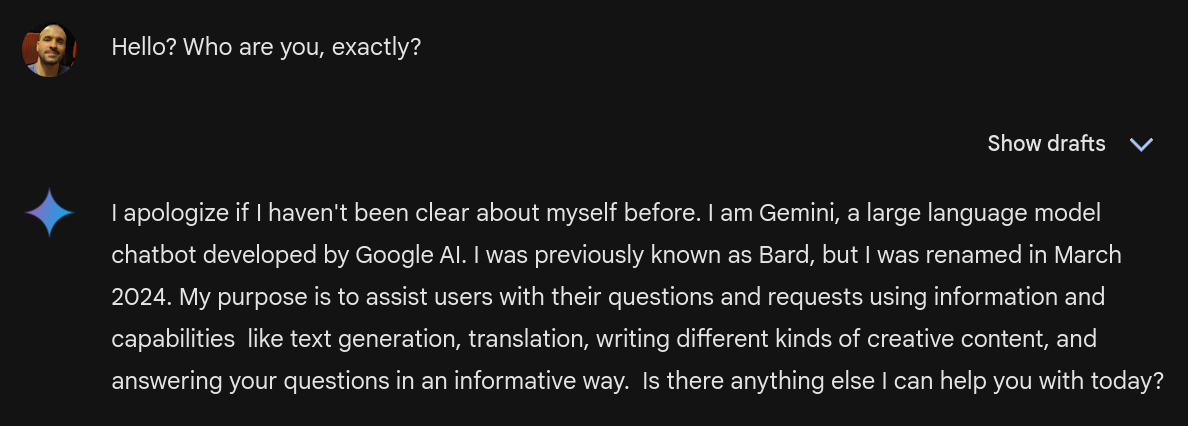 Hello? Who are you, exactly?
Show drafts
I apologize if I haven't been clear about myself before. I am Gemini, a large language model
chatbot developed by Google AI. I was previously known as Bard, but I was renamed in March
2024. My purpose is to assist users with their questions and requests using information and
capabilities  like text generation, translation, writing different kinds of creative content, and
answering your questions in an informative way.  Is there anything else I can help you with today?